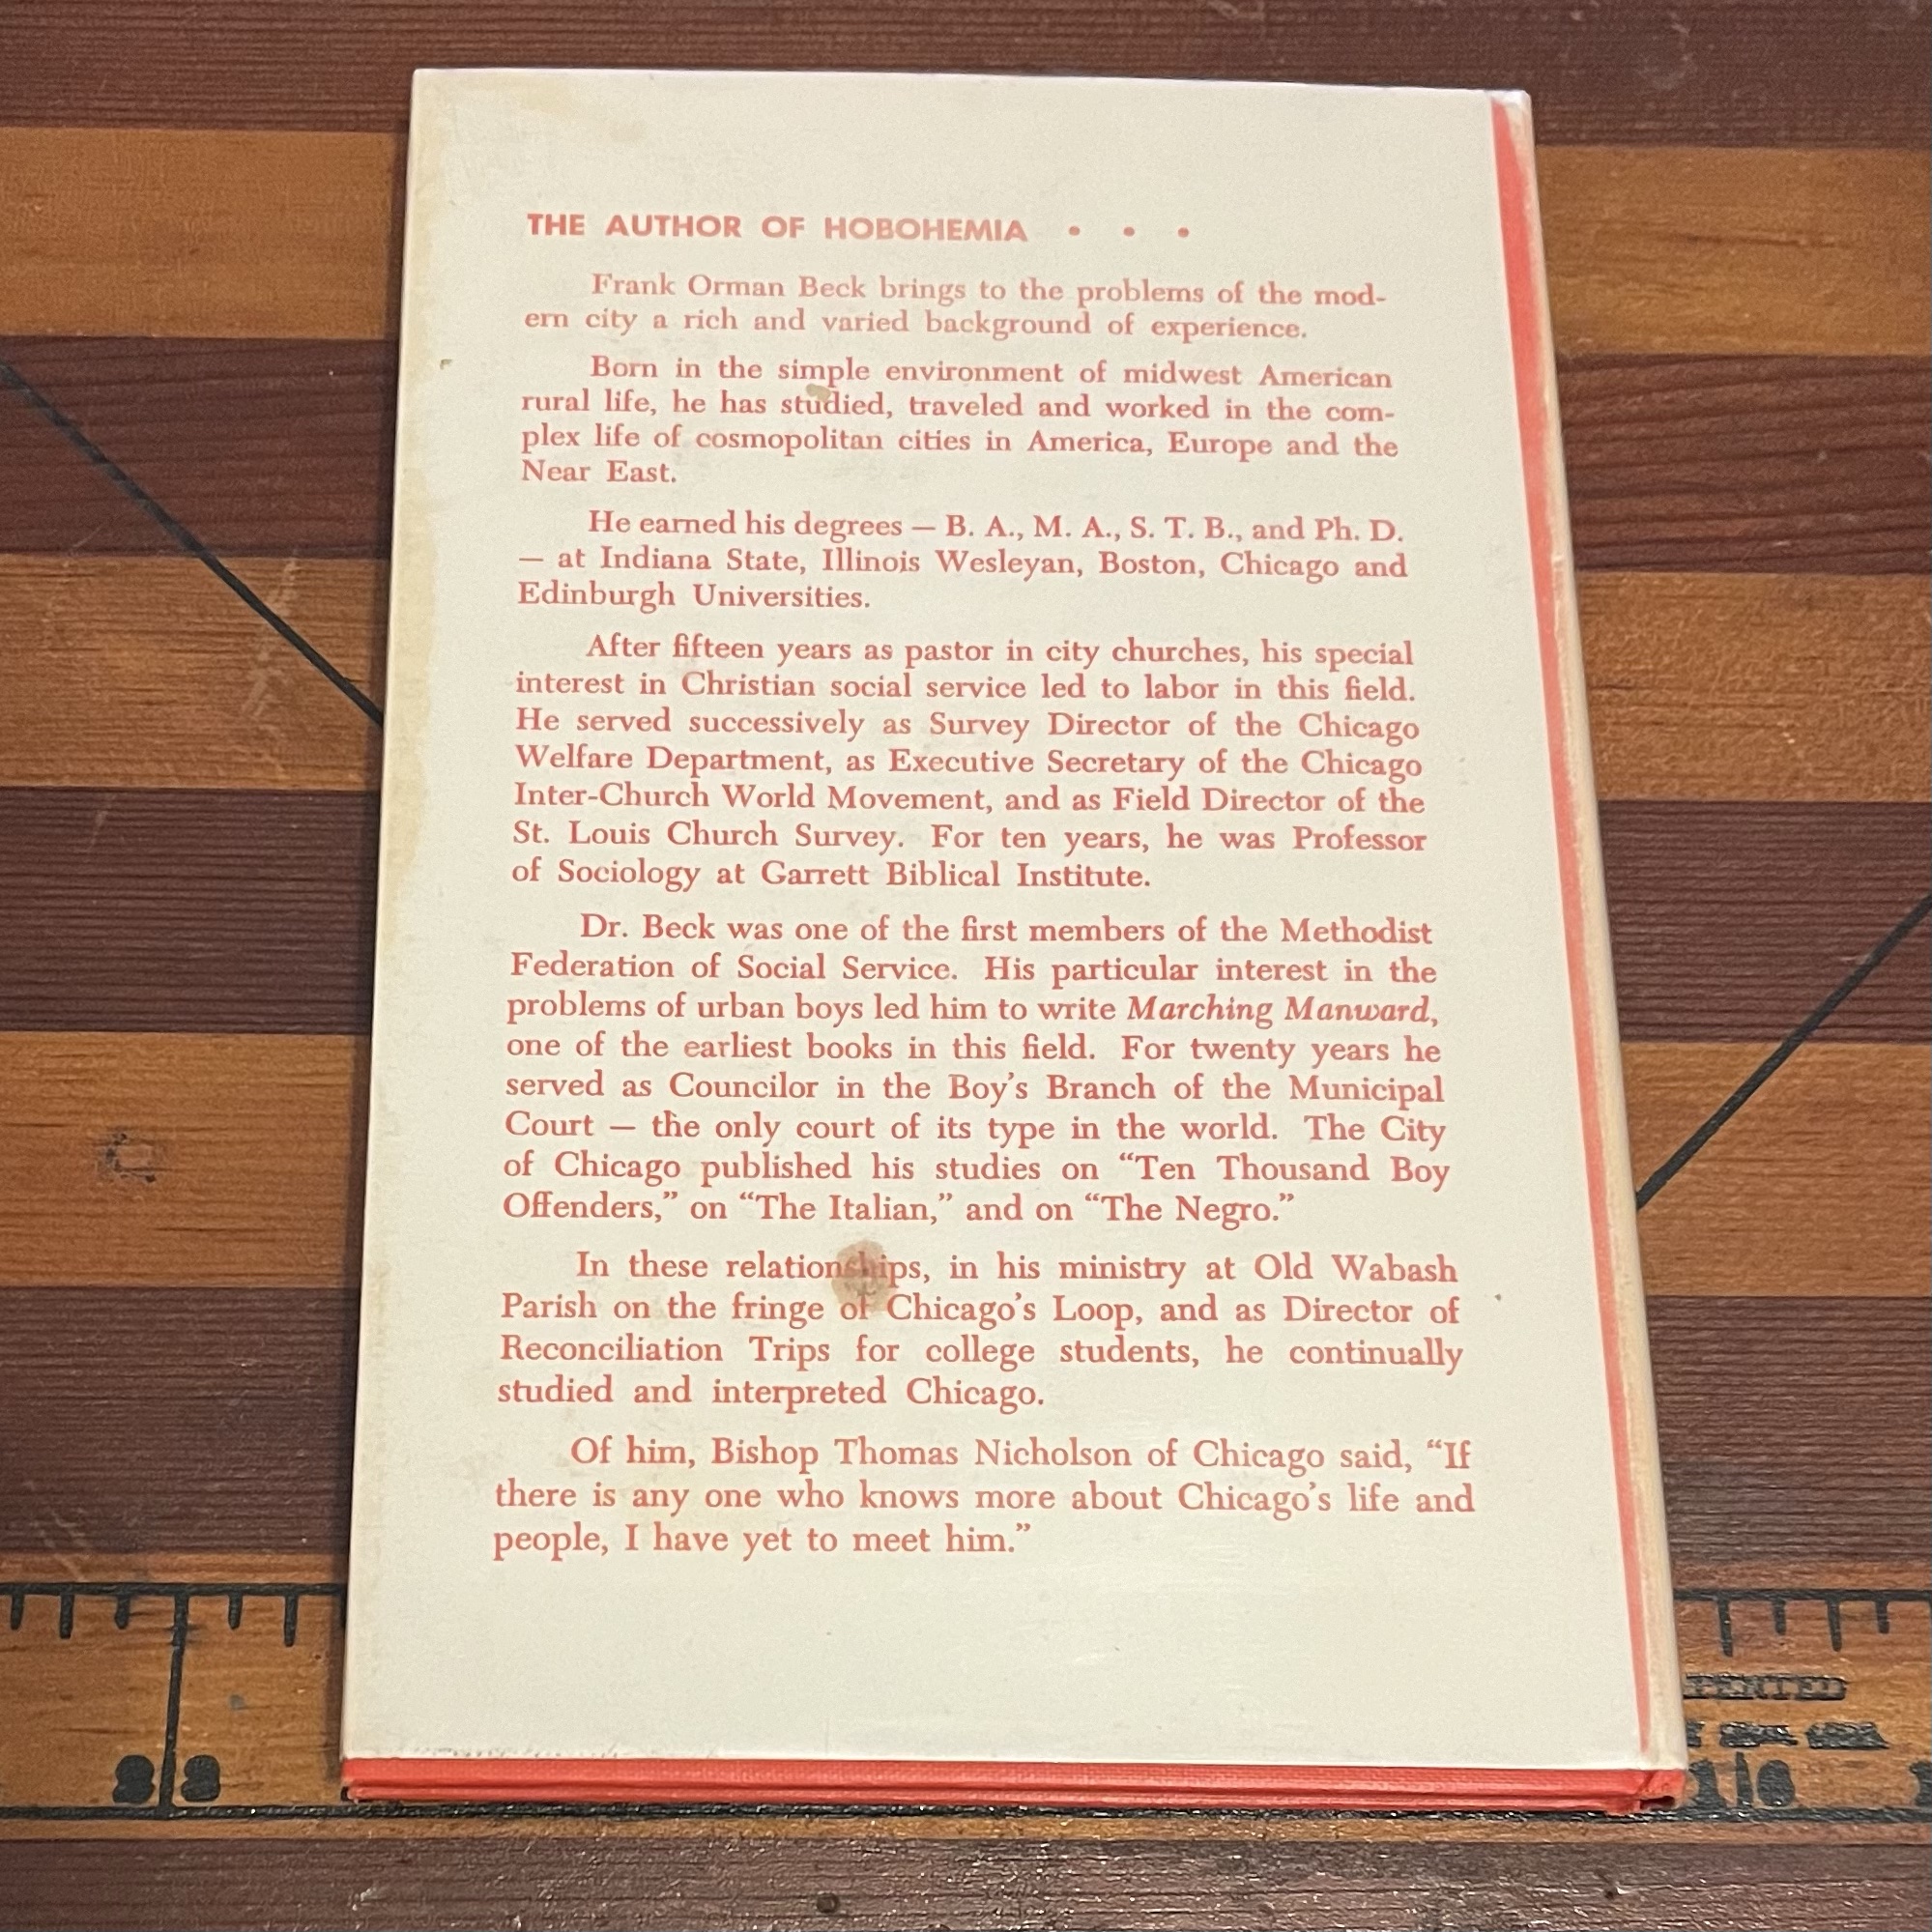 THE AUTHOR OF HOBOHEMIA • • •
Frank Orman Beck brings to the problems of the mod-
ern city a rich and varied background of experience.
Born in the simple environment of midwest American
rural life, he has studied, traveled and worked in the com-
plex life of cosmopolitan cities in America, Europe and the
Near East.
He earned his degrees — B. A., M. A., S. T. B., and Ph. D.
— at Indiana State, Illinois Wesleyan, Boston, Chicago and
Edinburgh Universities.
After fifteen years as pastor in city churches, his special
interest in Christian social service led to labor in this field.
He served successively as Survey Director of the Chicago
Welfare Department, as Executive Secretary of the Chicago
Inter-Church World Movement, and as Field Director of the
St. Louis Church Survey. For ten years, he was Professor
of Sociology at Garrett Biblical Institute.
Dr. Beck was one of the first members of the Methodist
Federation of Social Service. His particular interest in the
problems of urban boys led him to write Marching Manward,
one of the earliest books in this field. For twenty years he
served as Councilor in the Boy's Branch of the Municipal
Court — the only court of its type in the world. The City
of Chicago published his studies on “Ten Thousand Boy
Offenders,” on “The Italian,” and on “The Negro.”
In these relationships, in his ministry at Old Wabash
Parish on the fringe of Chicago's Loop, and as Director of
Reconciliation Trips for college students, he continually
studied and interpreted Chicago.
Of him, Bishop Thomas Nicholson of Chicago said, “If
there is any one who knows more about Chicago's life and
people, I have yet to meet him.”